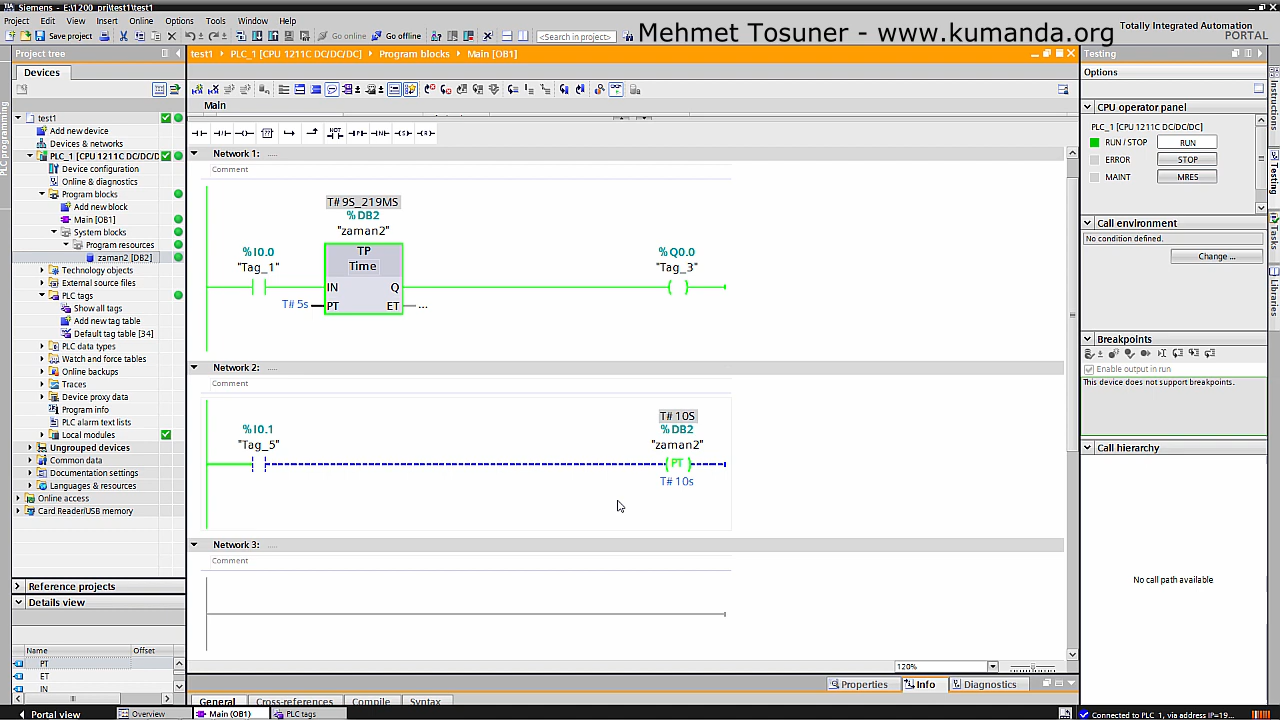 Siemens - E:\1200_prj\test1\test1
Mehmet Tosuner - www.kumanda.org
Project Edit View Insert Online Options Tools Window Help
Totally Integrated Automation
PORTAL
Save project
Go online
Go offline
<Search in project>
Project tree
test1 PLC_1 [CPU 1211C DC/DC/DC] Program blocks Main [OB1]
Testing
Devices
Options
PLC programming
Main
CPU operator panel
PLC_1 [CPU 1211C DC/DC/DC]
RUN / STOP RUN
ERROR STOP
MAINT MRES
Call environment
No condition defined.
Change ...
Breakpoints
Enable output in run
This device does not support breakpoints.
Call hierarchy
No call path available
Instructions
Testing
Tasks
Libraries
test1
Add new device
Devices & networks
PLC_1 [CPU 1211C DC/DC/D
Device configuration
Online & diagnostics
Program blocks
Add new block
Main [OB1]
System blocks
Program resources
zaman2 [DB2]
Technology objects
External source files
PLC tags
Show all tags
Add new tag table
Default tag table [34]
PLC data types
Watch and force tables
Online backups
Traces
Device proxy data
Program info
PLC alarm text lists
Local modules
Ungrouped devices
Common data
Documentation settings
Languages & resources
Online access
Card Reader/USB memory
Reference projects
Details view
Name Offset
PT
ET
IN
Network 1: .....
Comment
T#9S_219MS
%DB2
"zaman2"
TP
Time
%I0.0
"Tag_1"
%Q0.0
"Tag_3"
IN Q
T# 5s PT ET ...
Network 2: .....
Comment
%I0.1
"Tag_5"
T#10S
%DB2
"zaman2"
PT
T# 10s
Network 3: .....
Comment
120%
Properties Info Diagnostics
General Cross-references Compile Syntax
Portal view Overview Main (OB1) PLC tags
Connected to PLC_1, via address IP=19...